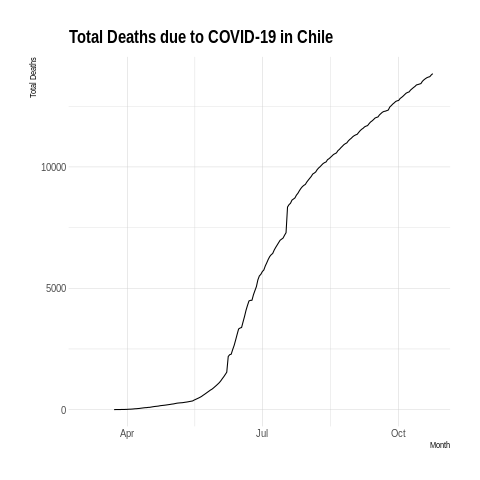 Total Deaths due to COVID-19 in Chile
Total Deaths
10000
5000
0
Apr
Jul
Oct
Month